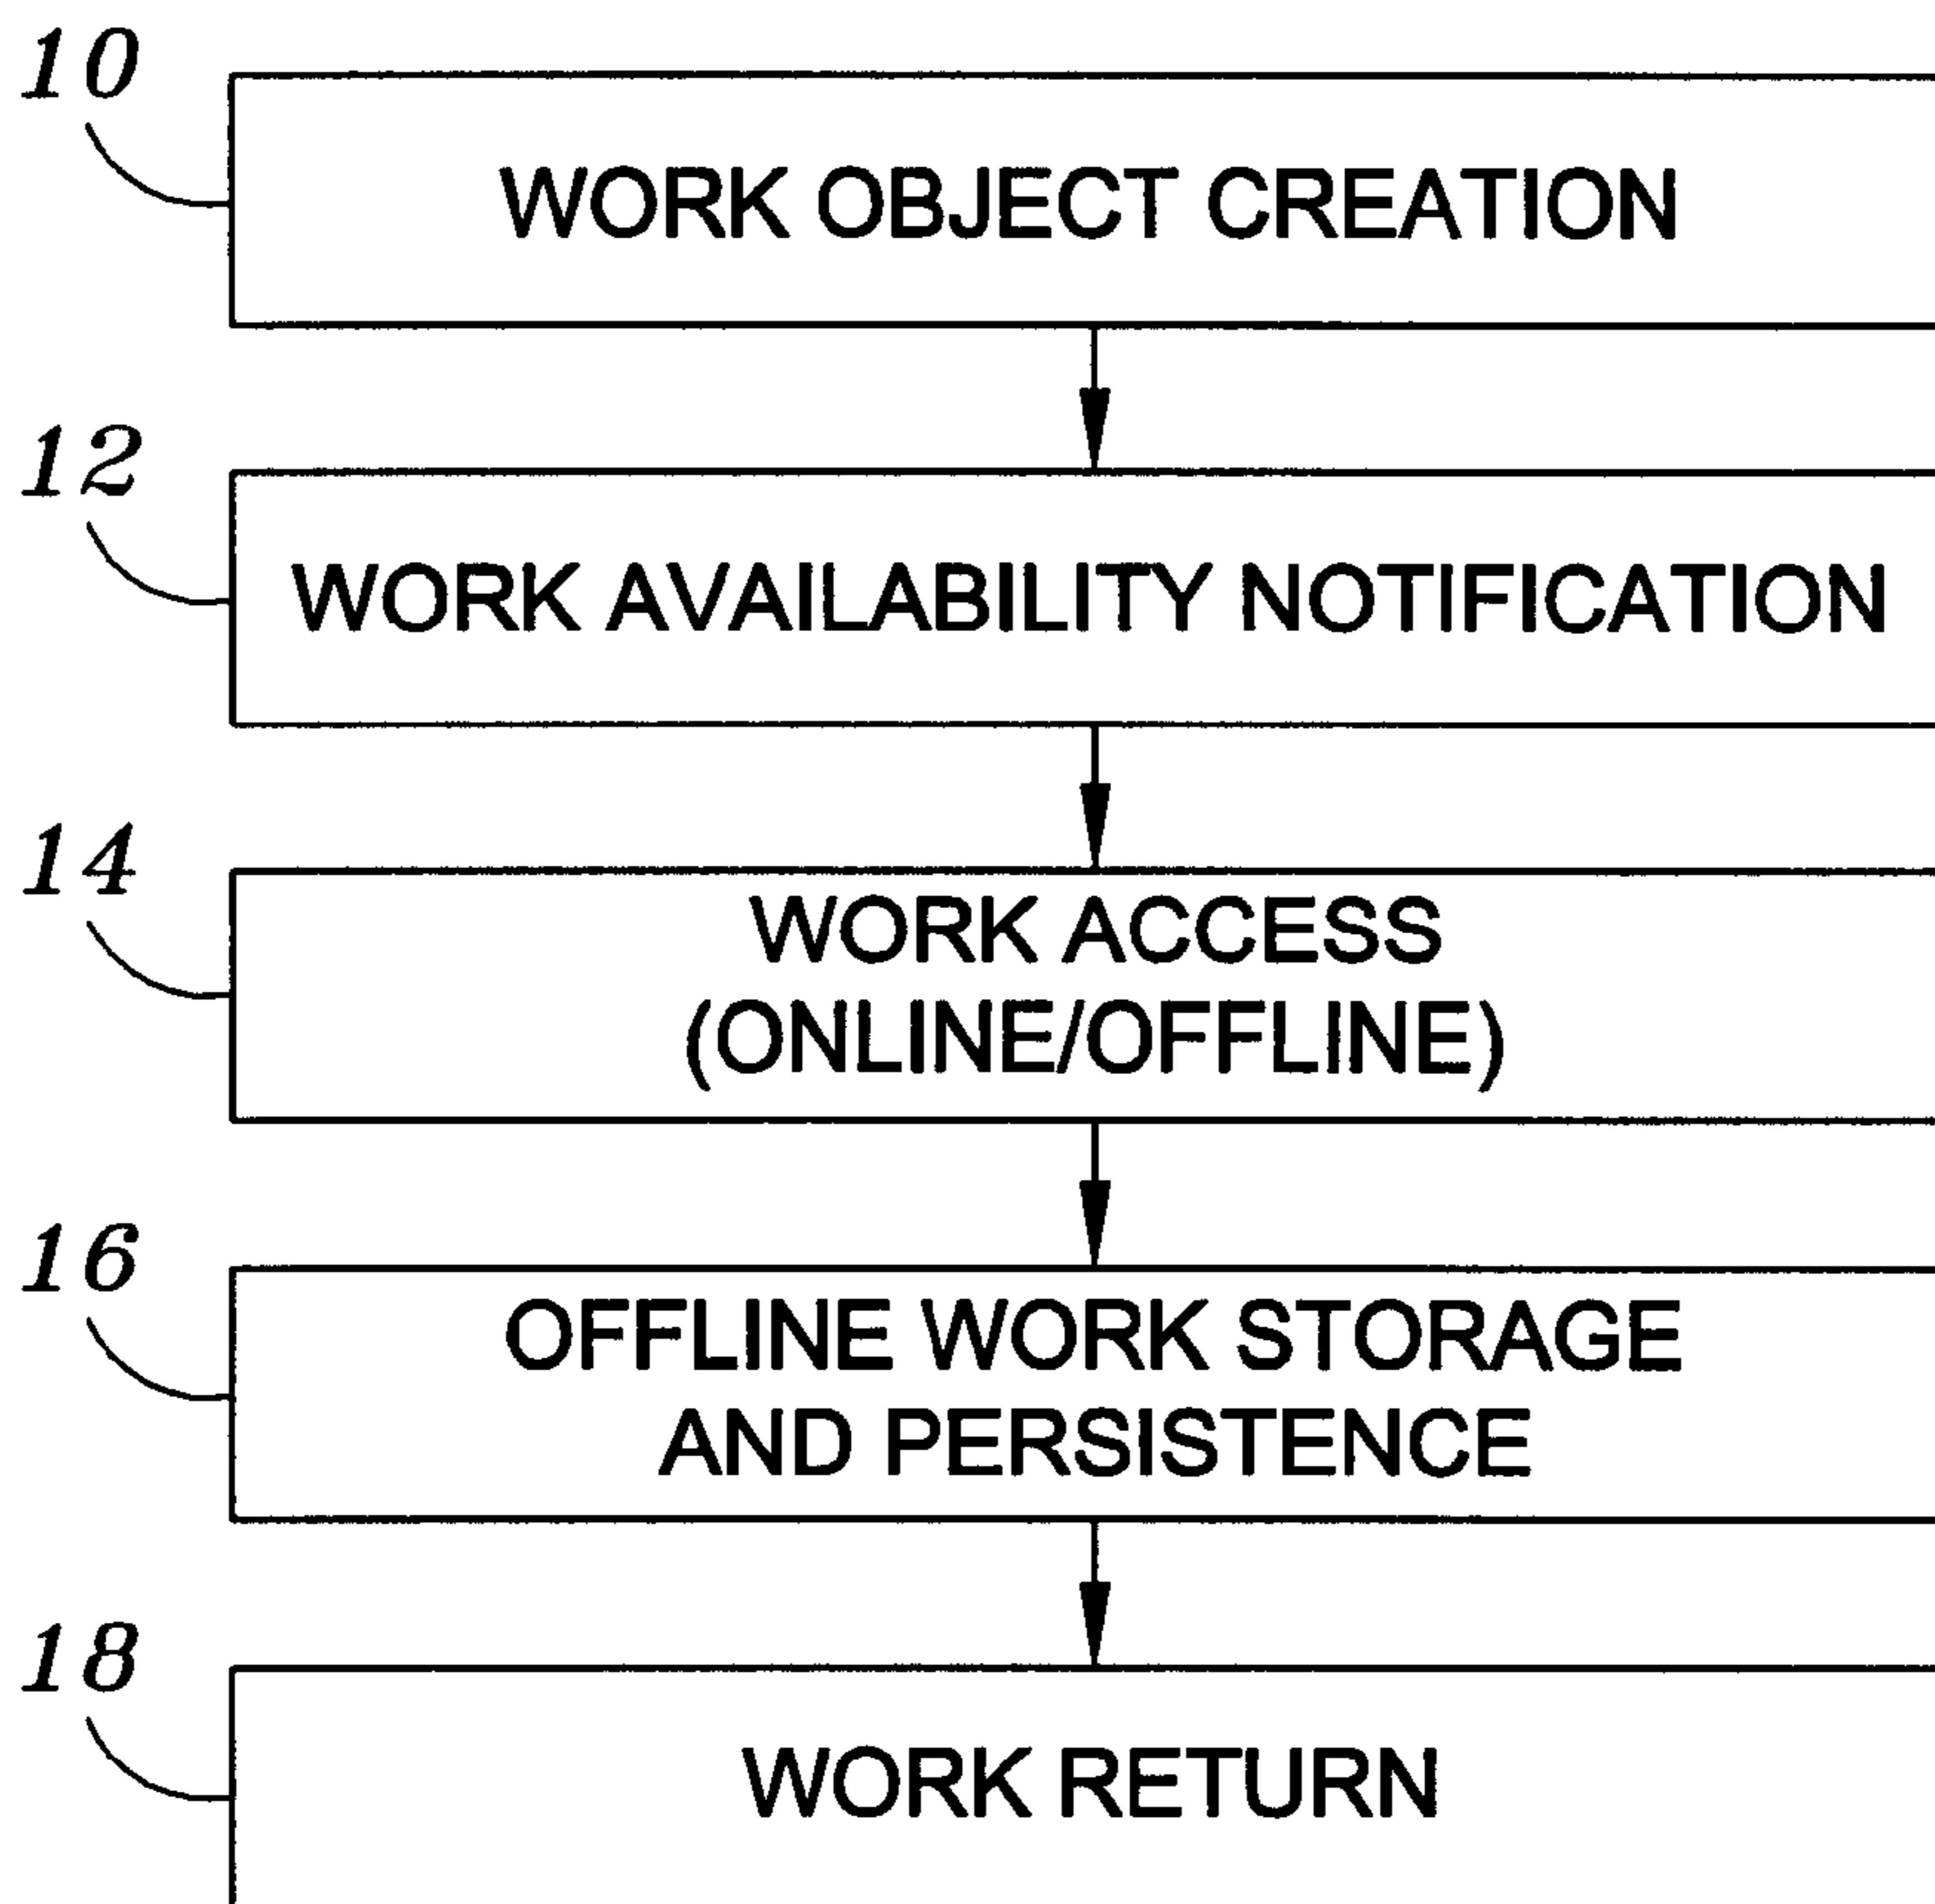 10
WORK OBJECT CREATION
12
WORK AVAILABILITY NOTIFICATION
14
WORK ACCESS
(ONLINE/OFFLINE)
16
OFFLINE WORK STORAGE
AND PERSISTENCE
18
WORK RETURN